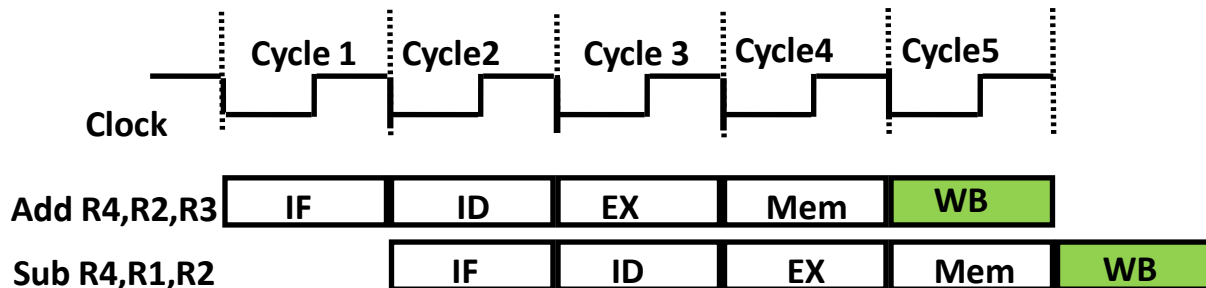 Cycle 1 Cycle2 Cycle 3 Cycle4 Cycle5
Clock
Add R4,R2,R3 IF ID EX Mem WB
Sub R4,R1,R2 IF ID EX Mem WB